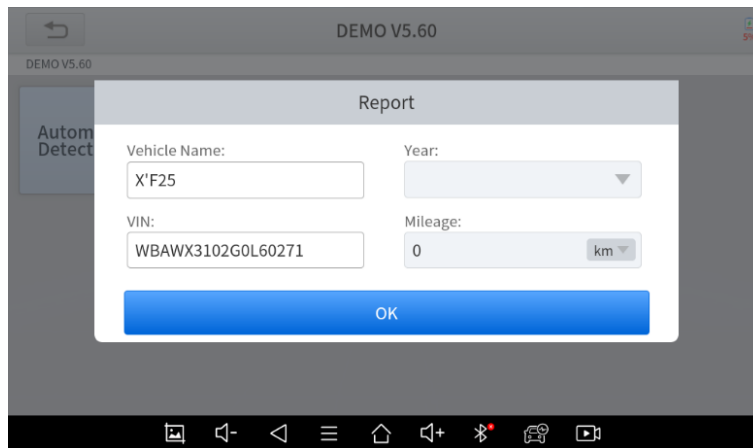 DEMO V5.60
5%
DEMO V5.60
Autom
Detect
Report
Vehicle Name:
Year:
X'F25
VIN:
Mileage:
WBAWX3102G0L60271
0
km
OK